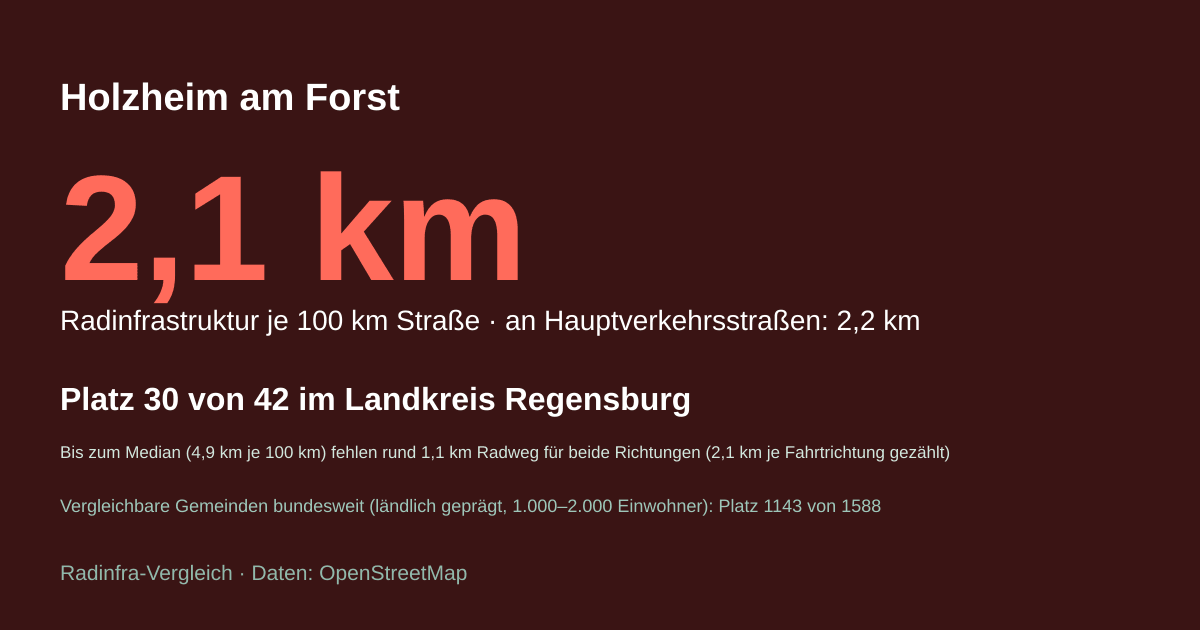 Holzheim am Forst
2,1 km
Radinfrastruktur je 100 km Straße · an Hauptverkehrsstraßen: 2,2 km
Platz 30 von 42 im Landkreis Regensburg
Bis zum Median (4,9 km je 100 km) fehlen rund 1,1 km Radweg für beide Richtungen (2,1 km je Fahrtrichtung gezählt)
Vergleichbare Gemeinden bundesweit (ländlich geprägt, 1.000–2.000 Einwohner): Platz 1143 von 1588
Radinfra-Vergleich · Daten: OpenStreetMap